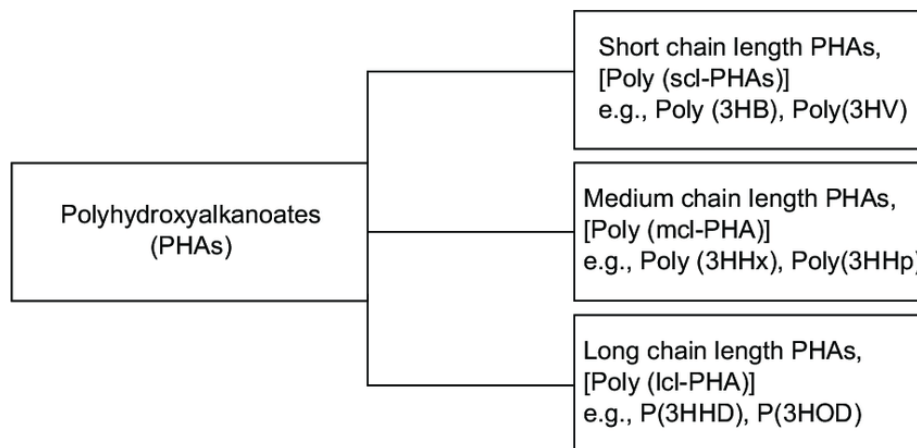 Polyhydroxyalkanoates
(PHAs)
Short chain length PHAs,
[Poly (scl-PHAs)]
e.g., Poly (3HB), Poly(3HV)
Medium chain length PHAs,
[Poly (mcl-PHA)]
e.g., Poly (3HHx), Poly(3HHp)
Long chain length PHAs,
[Poly (lcl-PHA)]
e.g., P(3HHD), P(3HOD)